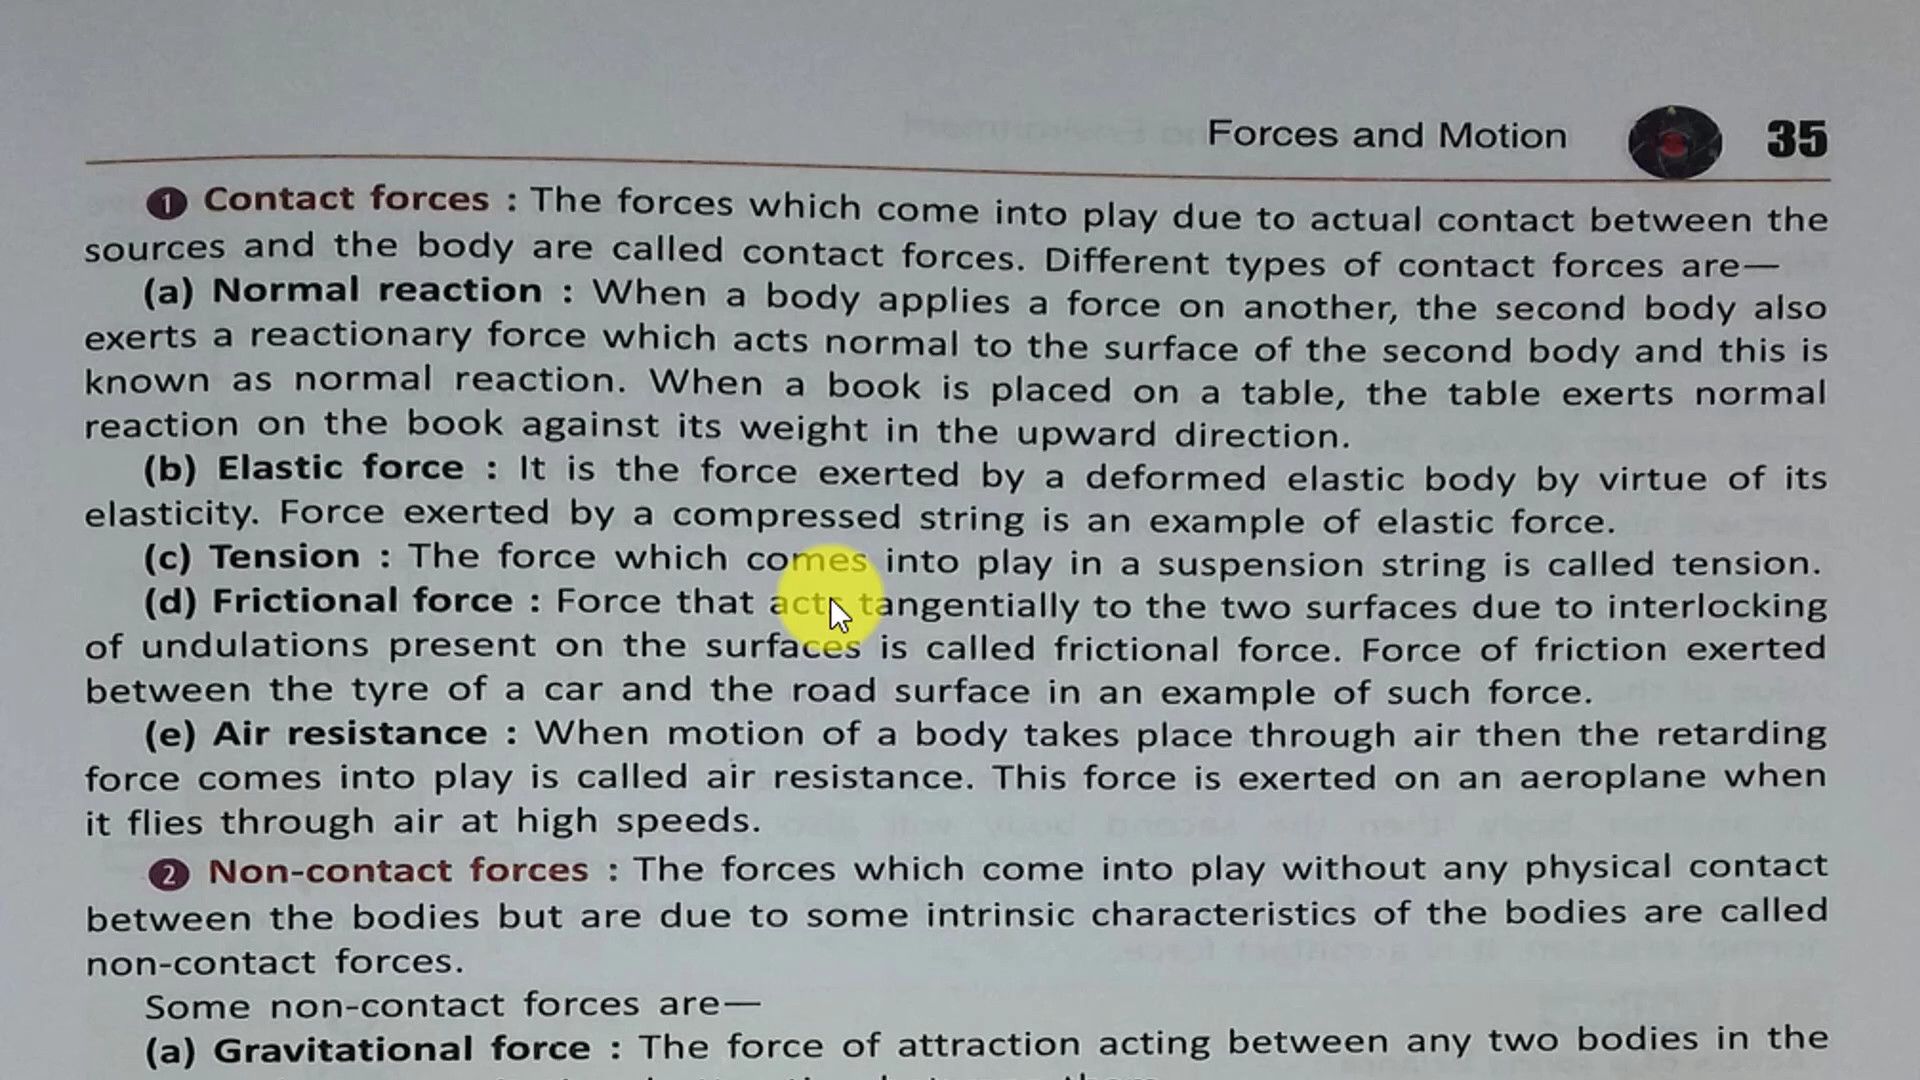 Forces and Motion 35
1 Contact forces : The forces which come into play due to actual contact between the
sources and the body are called contact forces. Different types of contact forces are—
(a) Normal reaction : When a body applies a force on another, the second body also
exerts a reactionary force which acts normal to the surface of the second body and this is
known as normal reaction. When a book is placed on a table, the table exerts normal
reaction on the book against its weight in the upward direction.
(b) Elastic force : It is the force exerted by a deformed elastic body by virtue of its
elasticity. Force exerted by a compressed string is an example of elastic force.
(c) Tension : The force which comes into play in a suspension string is called tension.
(d) Frictional force : Force that acts tangentially to the two surfaces due to interlocking
of undulations present on the surfaces is called frictional force. Force of friction exerted
between the tyre of a car and the road surface in an example of such force.
(e) Air resistance : When motion of a body takes place through air then the retarding
force comes into play is called air resistance. This force is exerted on an aeroplane when
it flies through air at high speeds.
2 Non-contact forces : The forces which come into play without any physical contact
between the bodies but are due to some intrinsic characteristics of the bodies are called
non-contact forces.
Some non-contact forces are—
(a) Gravitational force : The force of attraction acting between any two bodies in the